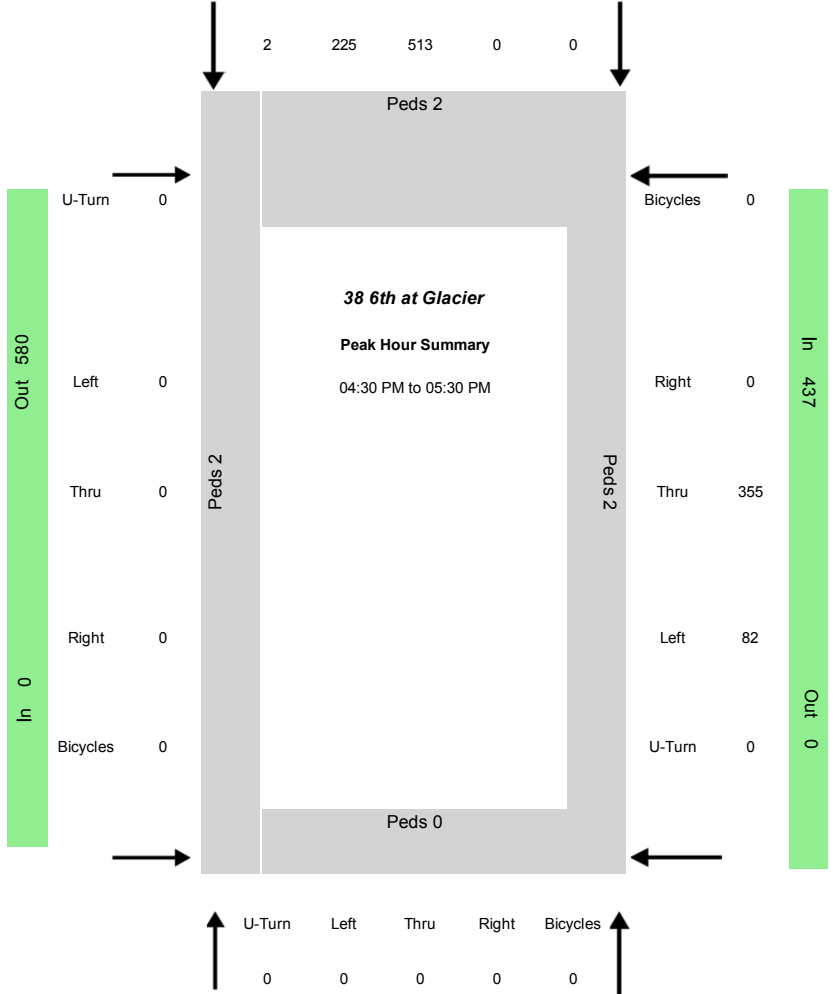 2 225 513 0 0
Peds 2
U-Turn 0
Bicycles 0
38 6th at Glacier
Peak Hour Summary
04:30 PM to 05:30 PM
Out 580
In 437
Left 0
Right 0
Peds 2
Peds 2
Thru 0
Thru 355
Right 0
Left 82
In 0
Out 0
Bicycles 0
U-Turn 0
Peds 0
U-Turn Left Thru Right Bicycles
0 0 0 0 0